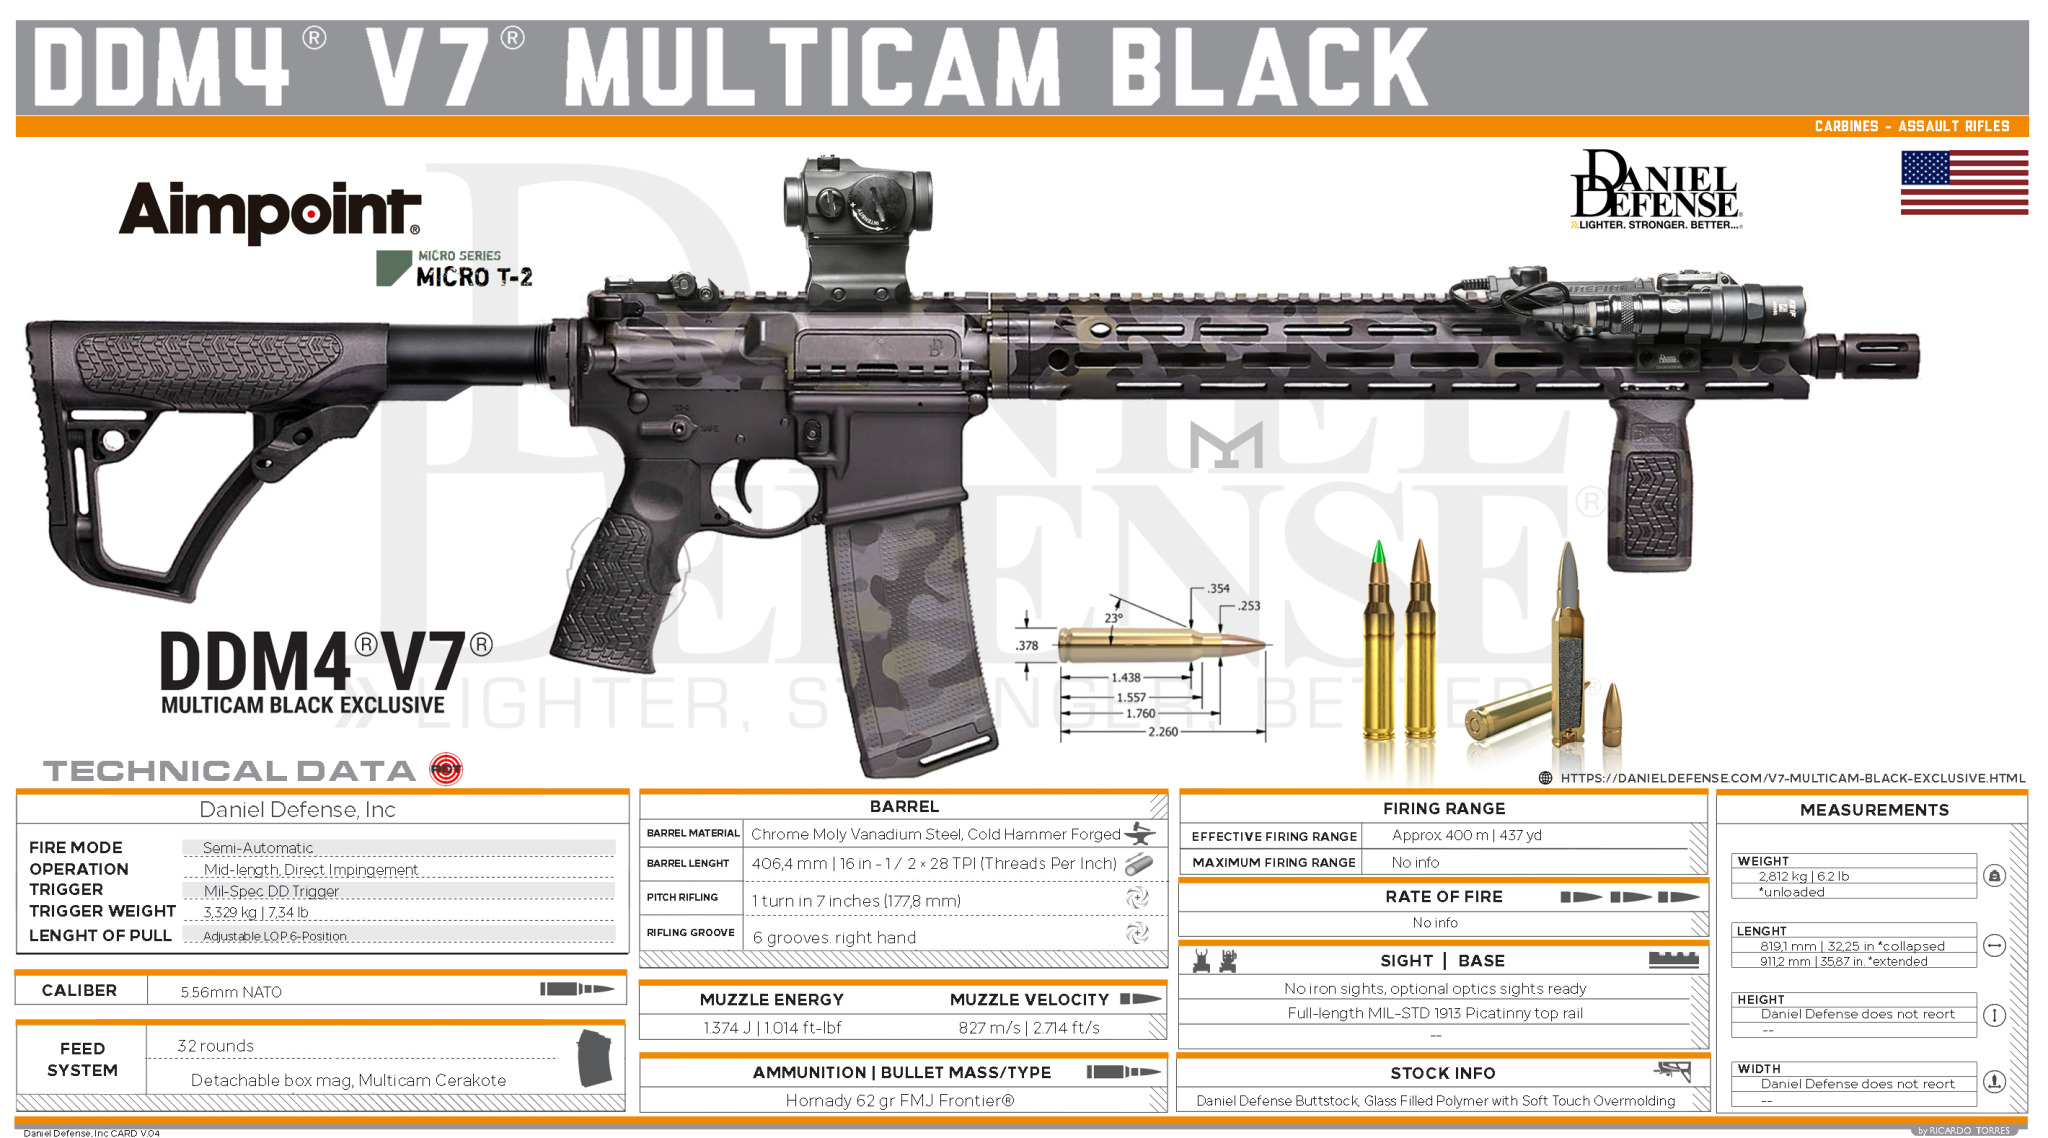 DDM4® V7® MULTICAM BLACK
CARBINES - ASSAULT RIFLES
Aimpoint®
MICRO SERIES
MICRO T-2
DANIEL DEFENSE®
LIGHTER. STRONGER. BETTER...®
DANIEL
DEFENSE®
LIGHTER, STRONGER, BETTER
SAFE
INTENSITY
SUREFIRE
.354
.253
23°
.378
1.438
1.557
1.760
2.260
DDM4®V7®
MULTICAM BLACK EXCLUSIVE
TECHNICAL DATA
HTTPS://DANIELDEFENSE.COM/V7-MULTICAM-BLACK-EXCLUSIVE.HTML
Daniel Defense, Inc
FIRE MODE Semi-Automatic
OPERATION Mid-length, Direct Impingement
TRIGGER Mil-Spec DD Trigger
TRIGGER WEIGHT 3,329 kg | 7,34 lb
LENGHT OF PULL Adjustable LOP 6-Position
CALIBER 5.56mm NATO
FEED SYSTEM
32 rounds
Detachable box mag, Multicam Cerakote
BARREL
BARREL MATERIAL Chrome Moly Vanadium Steel, Cold Hammer Forged
BARREL LENGHT 406,4 mm | 16 in - 1 / 2 × 28 TPI (Threads Per Inch)
PITCH RIFLING 1 turn in 7 inches (177,8 mm)
RIFLING GROOVE 6 grooves. right hand
MUZZLE ENERGY MUZZLE VELOCITY
1.374 J | 1.014 ft-lbf 827 m/s | 2.714 ft/s
AMMUNITION | BULLET MASS/TYPE
Hornady 62 gr FMJ Frontier®
FIRING RANGE
EFFECTIVE FIRING RANGE Approx 400 m | 437 yd
MAXIMUM FIRING RANGE No info
RATE OF FIRE
No info
SIGHT | BASE
No iron sights, optional optics sights ready
Full-length MIL-STD 1913 Picatinny top rail
--
STOCK INFO
Daniel Defense Buttstock, Glass Filled Polymer with Soft Touch Overmolding
MEASUREMENTS
WEIGHT
2,812 kg | 6.2 lb
*unloaded
LENGHT
819,1 mm | 32,25 in *collapsed
911,2 mm | 35,87 in. *extended
HEIGHT
Daniel Defense does not reort
--
WIDTH
Daniel Defense does not reort
--
Daniel Defense, Inc CARD V.04
by RICARDO TORRES